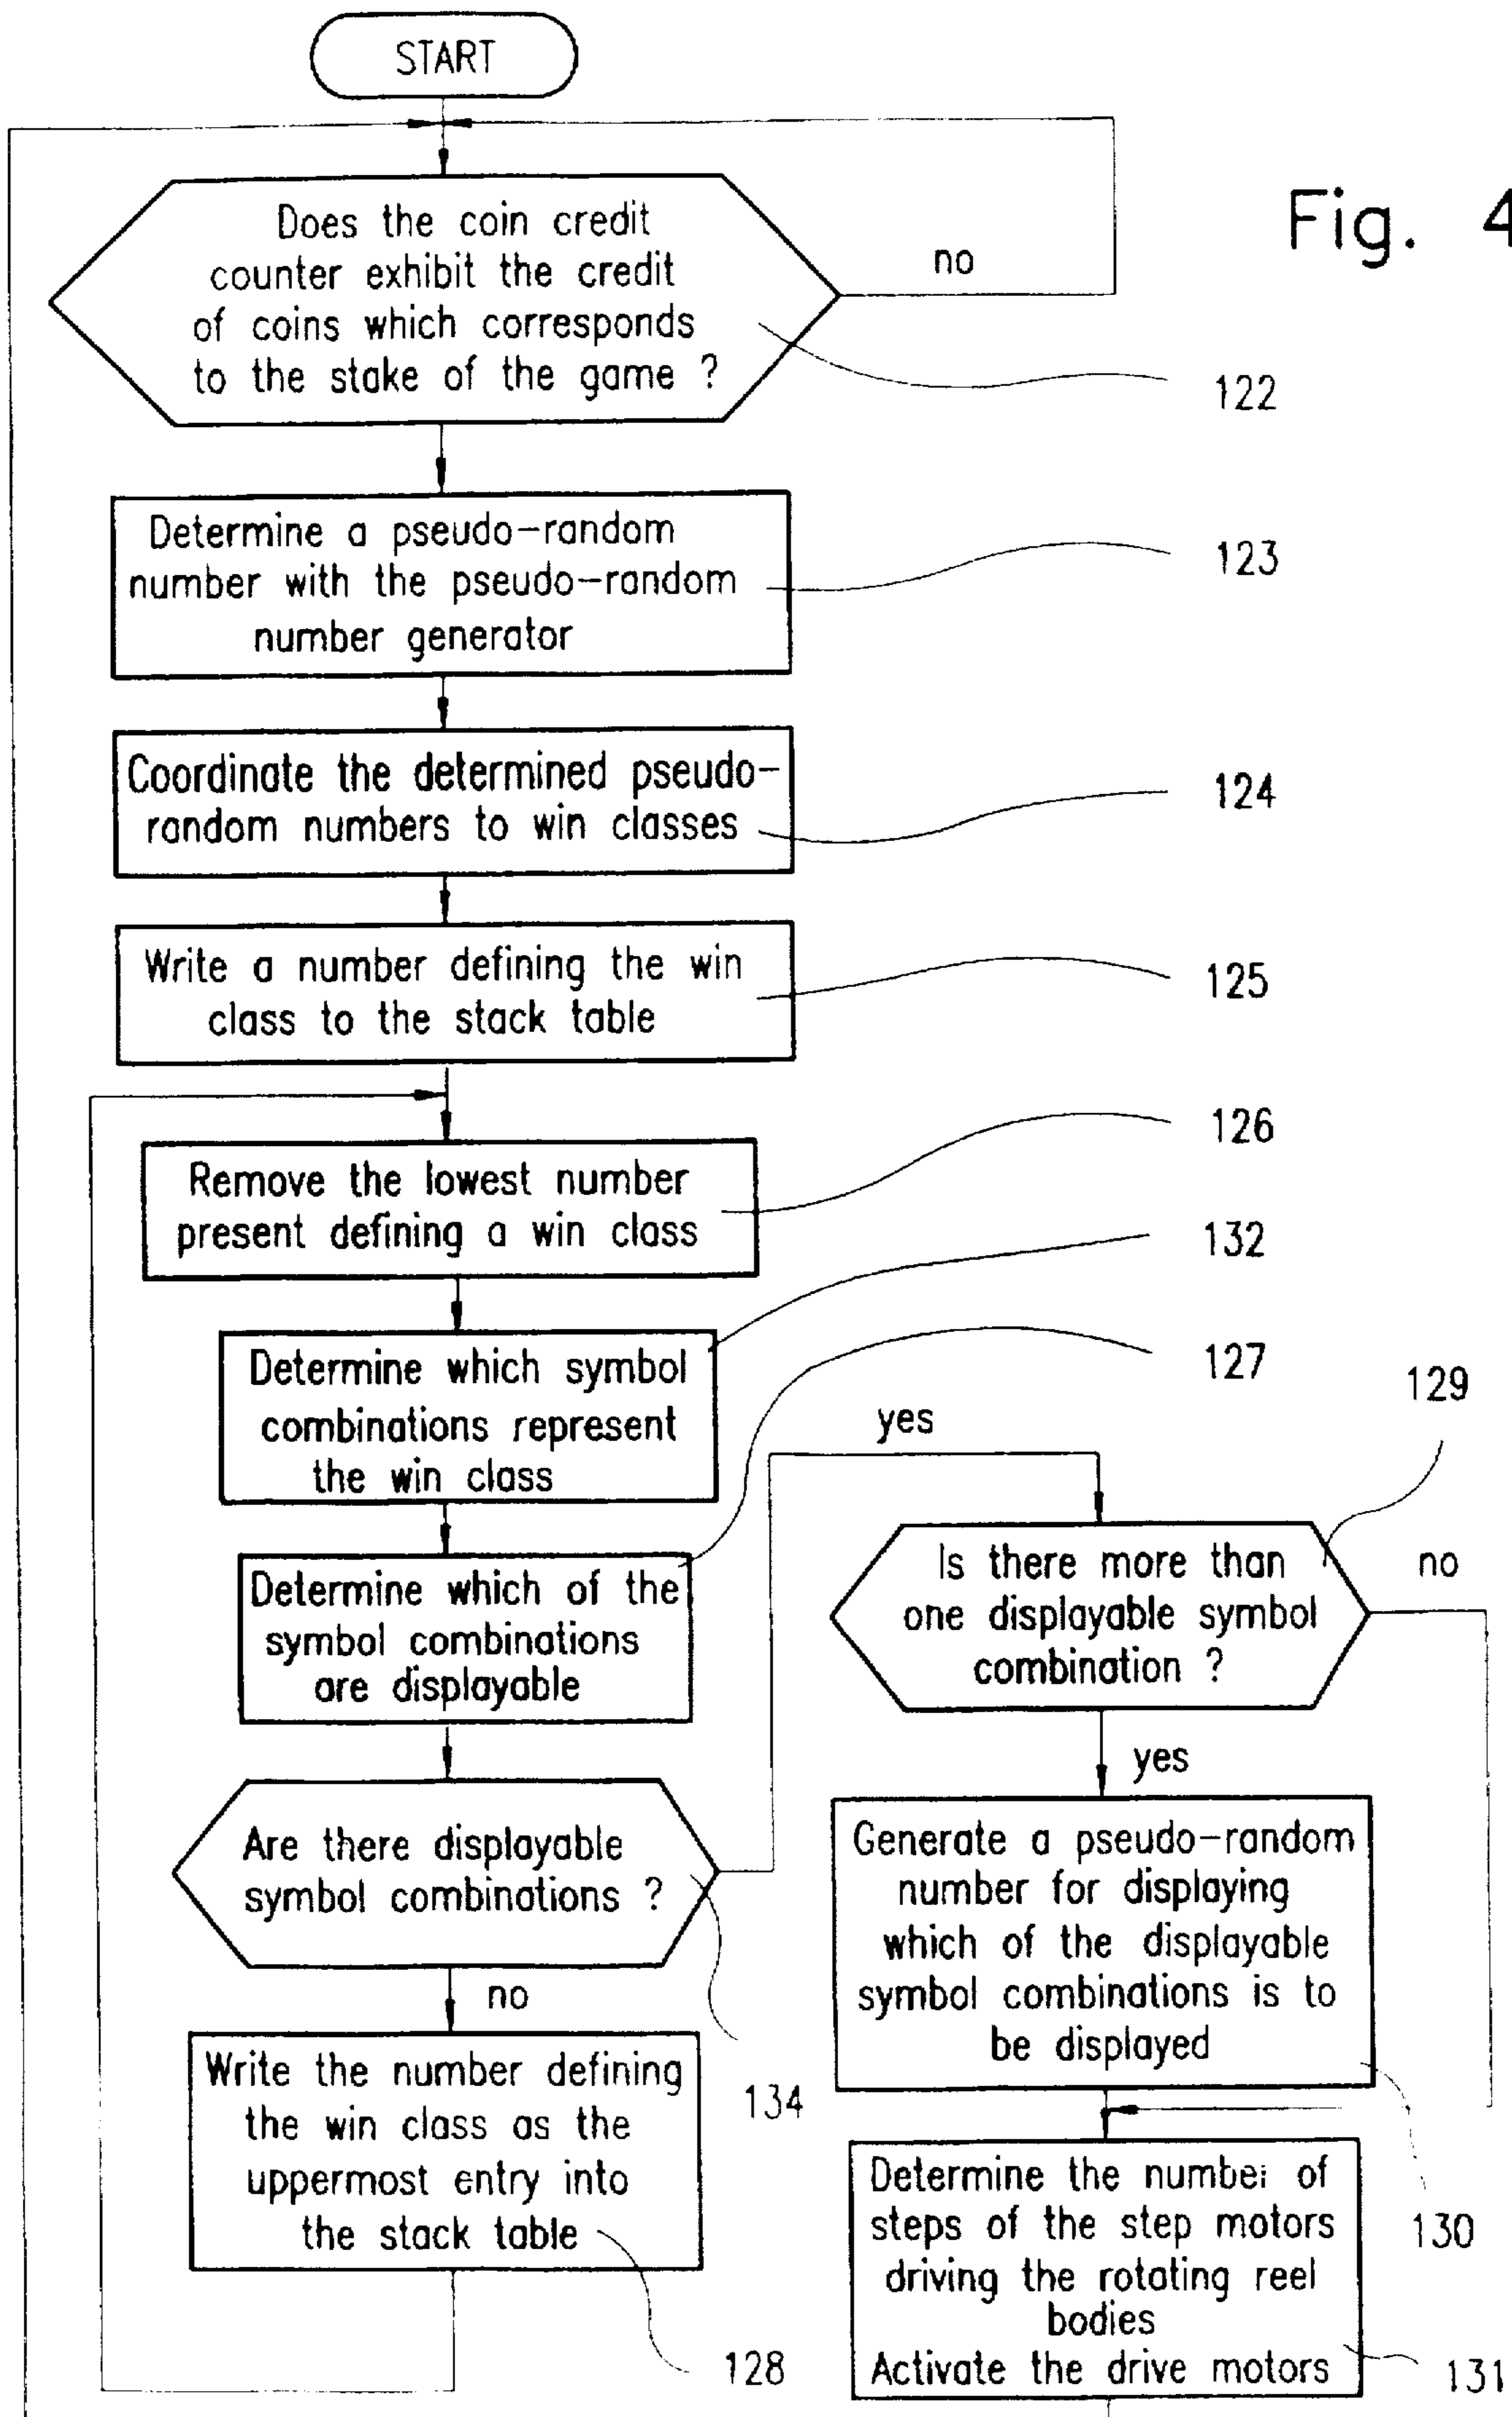 START
Fig. 4
Does the coin credit
counter exhibit the credit
of coins which corresponds
to the stake of the game ?
no
122
Determine a pseudo-random
number with the pseudo-random
number generator
123
Coordinate the determined pseudo-
random numbers to win classes
124
Write a number defining the win
class to the stack table
125
Remove the lowest number
present defining a win class
126
132
Determine which symbol
combinations represent
the win class
127
129
yes
Determine which of the
symbol combinations
are displayable
Is there more than
one displayable symbol
combination ?
no
yes
Are there displayable
symbol combinations ?
134
no
Generate a pseudo-random
number for displaying
which of the displayable
symbol combinations is to
be displayed
130
Write the number defining
the win class as the
uppermost entry into
the stack table
128
Determine the number of
steps of the step motors
driving the rotating reel
bodies
Activate the drive motors
131